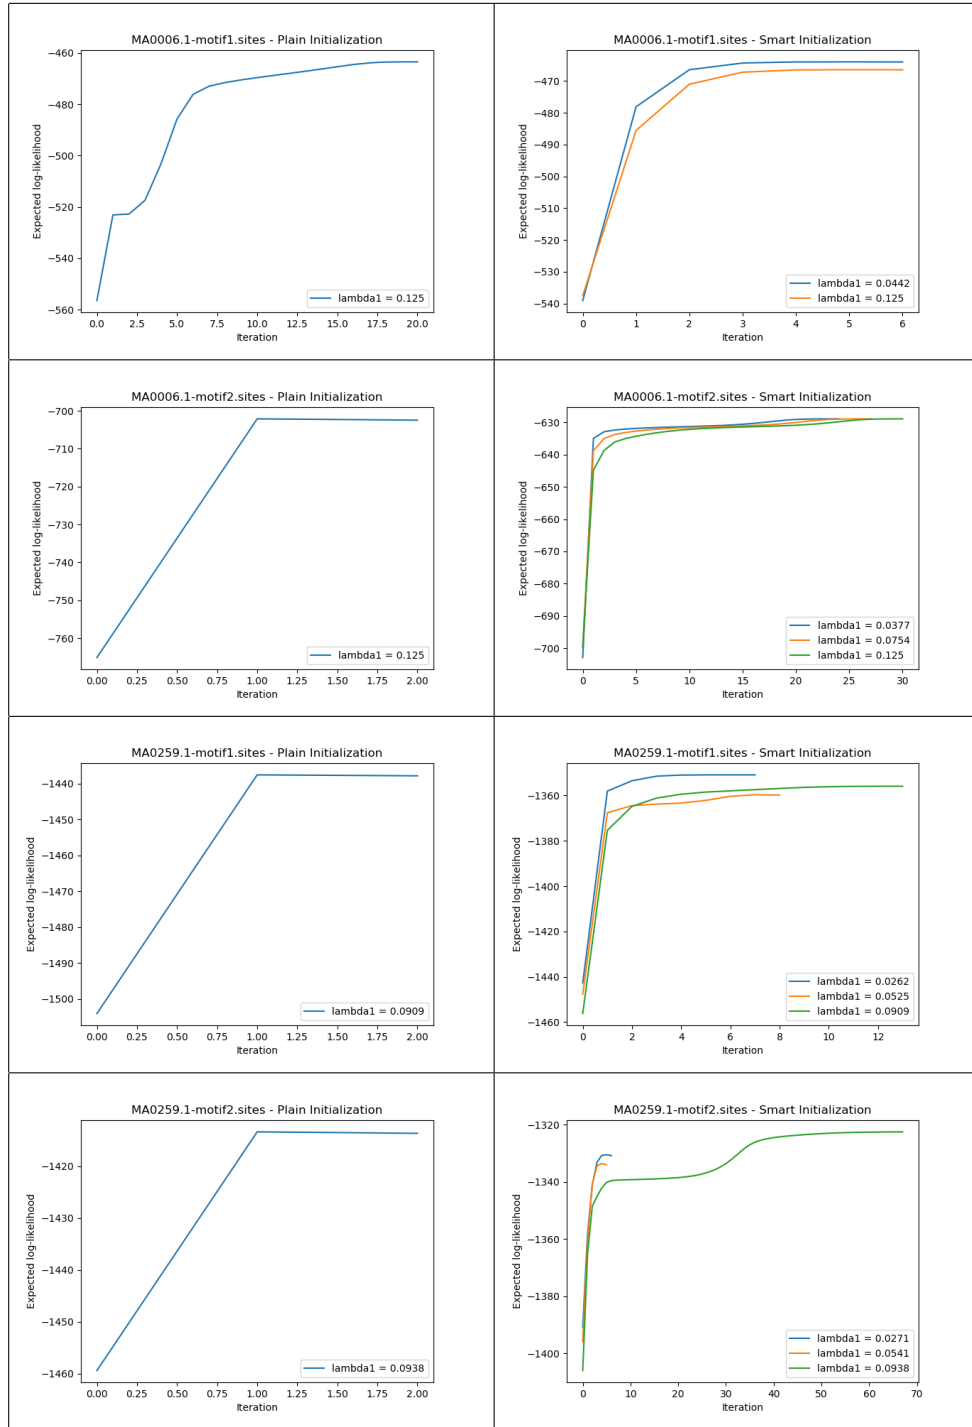 MA0006.1-motif1.sites - Plain Initialization
−460
−480
−500
−520
−540
−560
Expected log-likelihood
lambda1 = 0.125
0.0 2.5 5.0 7.5 10.0 12.5 15.0 17.5 20.0
Iteration
MA0006.1-motif1.sites - Smart Initialization
−470
−480
−490
−500
−510
−520
−530
−540
Expected log-likelihood
lambda1 = 0.0442
lambda1 = 0.125
0 1 2 3 4 5 6
Iteration
MA0006.1-motif2.sites - Plain Initialization
−700
−710
−720
−730
−740
−750
−760
Expected log-likelihood
lambda1 = 0.125
0.00 0.25 0.50 0.75 1.00 1.25 1.50 1.75 2.00
Iteration
MA0006.1-motif2.sites - Smart Initialization
−630
−640
−650
−660
−670
−680
−690
−700
Expected log-likelihood
lambda1 = 0.0377
lambda1 = 0.0754
lambda1 = 0.125
0 5 10 15 20 25 30
Iteration
MA0259.1-motif1.sites - Plain Initialization
−1440
−1450
−1460
−1470
−1480
−1490
−1500
Expected log-likelihood
lambda1 = 0.0909
0.00 0.25 0.50 0.75 1.00 1.25 1.50 1.75 2.00
Iteration
MA0259.1-motif1.sites - Smart Initialization
−1360
−1380
−1400
−1420
−1440
−1460
Expected log-likelihood
lambda1 = 0.0262
lambda1 = 0.0525
lambda1 = 0.0909
0 2 4 6 8 10 12
Iteration
MA0259.1-motif2.sites - Plain Initialization
−1420
−1430
−1440
−1450
−1460
Expected log-likelihood
lambda1 = 0.0938
0.00 0.25 0.50 0.75 1.00 1.25 1.50 1.75 2.00
Iteration
MA0259.1-motif2.sites - Smart Initialization
−1320
−1340
−1360
−1380
−1400
Expected log-likelihood
lambda1 = 0.0271
lambda1 = 0.0541
lambda1 = 0.0938
0 10 20 30 40 50 60 70
Iteration